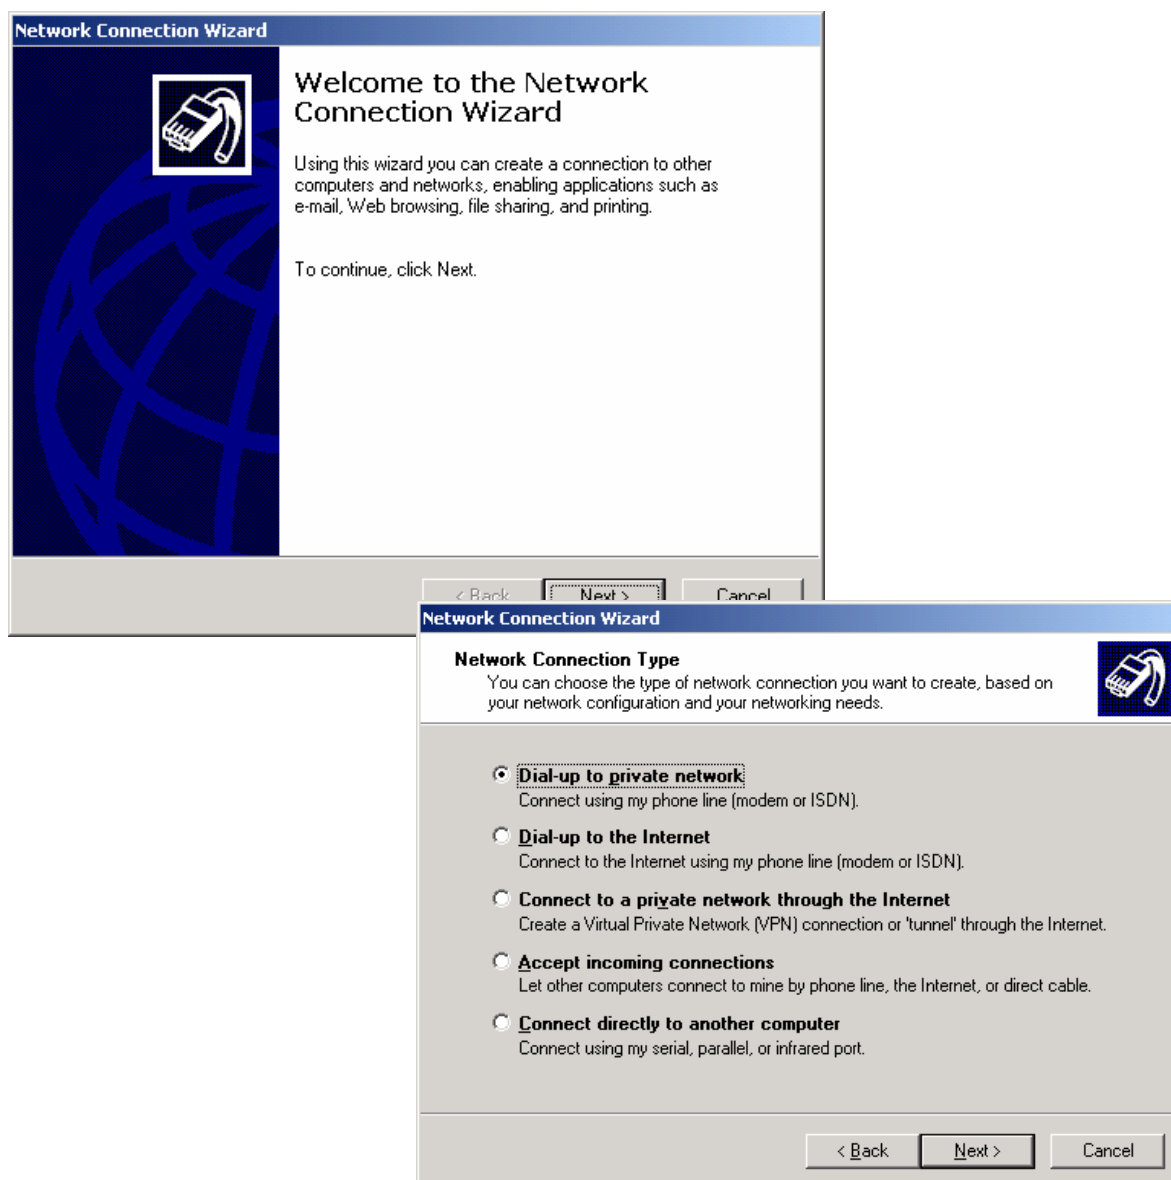 Network Connection Wizard
Welcome to the Network
Connection Wizard
Using this wizard you can create a connection to other
computers and networks, enabling applications such as
e-mail, Web browsing, file sharing, and printing.
To continue, click Next.
< Back Next > Cancel
Network Connection Wizard
Network Connection Type
You can choose the type of network connection you want to create, based on
your network configuration and your networking needs.
Dial-up to private network
Connect using my phone line (modem or ISDN).
Dial-up to the Internet
Connect to the Internet using my phone line (modem or ISDN).
Connect to a private network through the Internet
Create a Virtual Private Network (VPN) connection or 'tunnel' through the Internet.
Accept incoming connections
Let other computers connect to mine by phone line, the Internet, or direct cable.
Connect directly to another computer
Connect using my serial, parallel, or infrared port.
< Back Next > Cancel